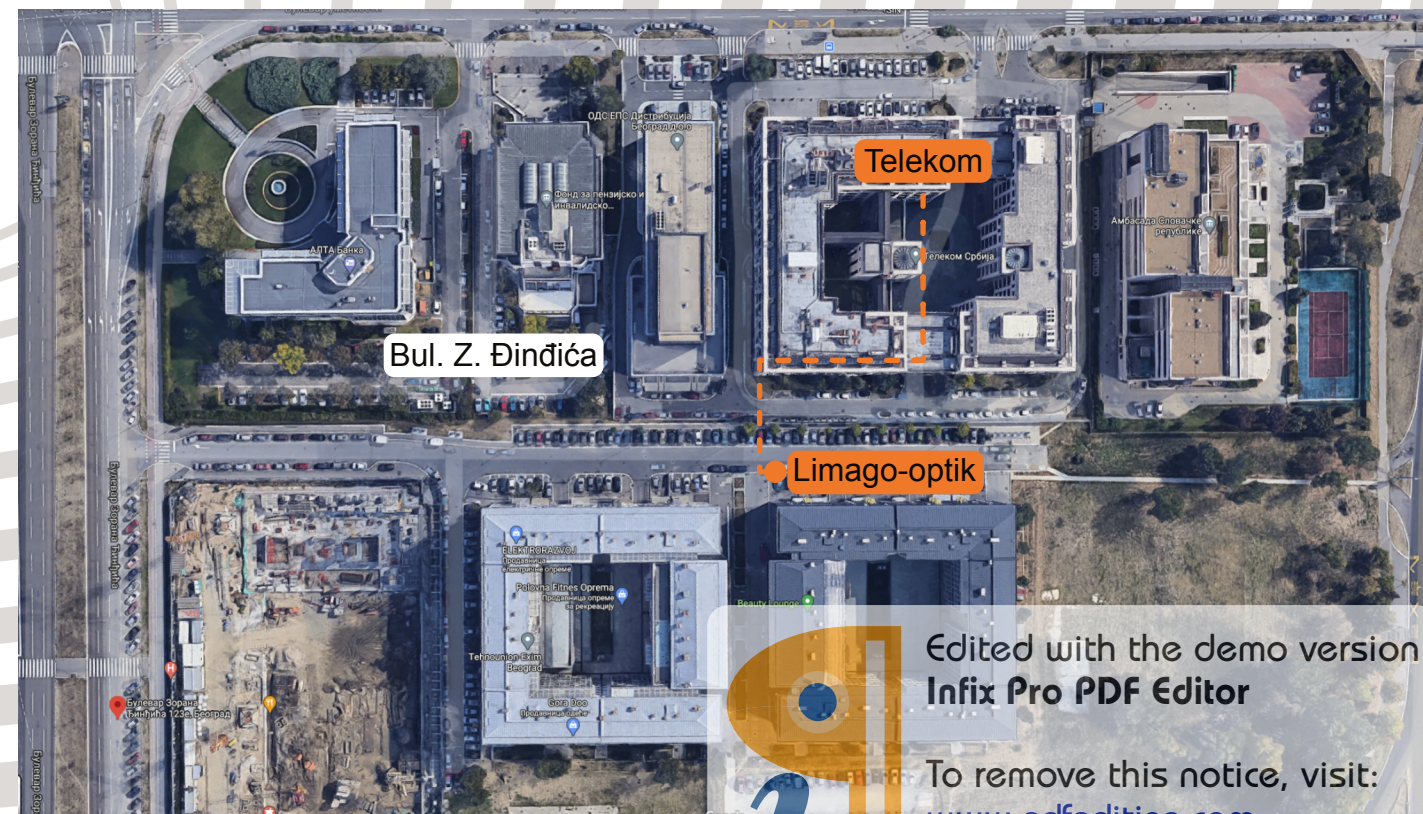 ОДС ЕПС Дистрибуција
Београд д.о.о
Telekom
Фонд за пензијско и
инвалидско...
АЛТА Банка
Телеком Србија
Амбасада Словачке
републике
Булевар Зорана Ђинђића
Bul. Z. Đinđića
Limago-optik
Булевар Зорана Ђинђића
ELEKTRORAZVOJ
Продавница
електричне опреме
Polovna Fitnes Oprema
Продавница опреме
за рекреацију
Beauty Lounge
Tehnounion-Exim
Beograd
Gora Doo
Продавница одеће
Булевар Зорана
Ђинђића 123е, Београд
Edited with the demo version
Infix Pro PDF Editor
To remove this notice, visit: